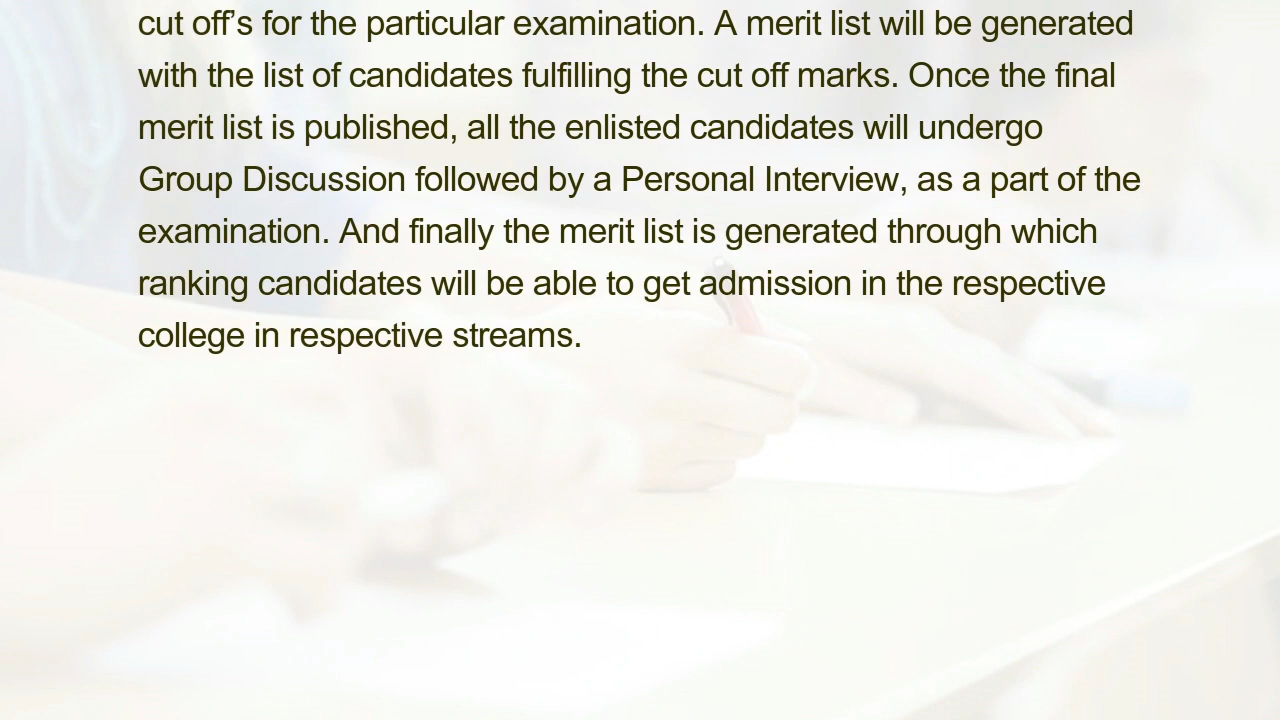 cut off’s for the particular examination. A merit list will be generated
with the list of candidates fulfilling the cut off marks. Once the final
merit list is published, all the enlisted candidates will undergo
Group Discussion followed by a Personal Interview, as a part of the
examination. And finally the merit list is generated through which
ranking candidates will be able to get admission in the respective
college in respective streams.